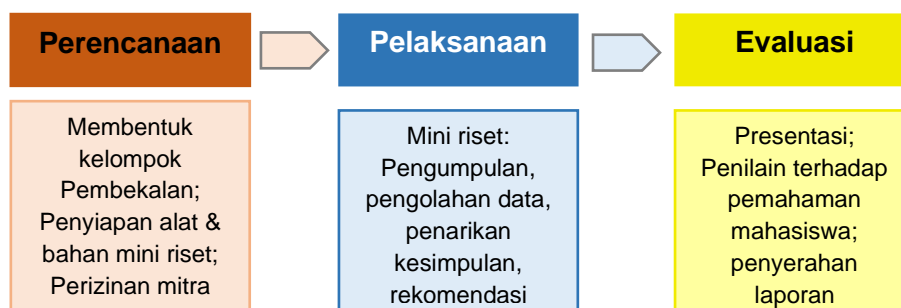 Perencanaan
Pelaksanaan
Evaluasi
Membentuk
kelompok
Pembekalan;
Penyiapan alat &
bahan mini riset;
Perizinan mitra
Mini riset:
Pengumpulan,
pengolahan data,
penarikan
kesimpulan,
rekomendasi
Presentasi;
Penilain terhadap
pemahaman
mahasiswa;
penyerahan
laporan